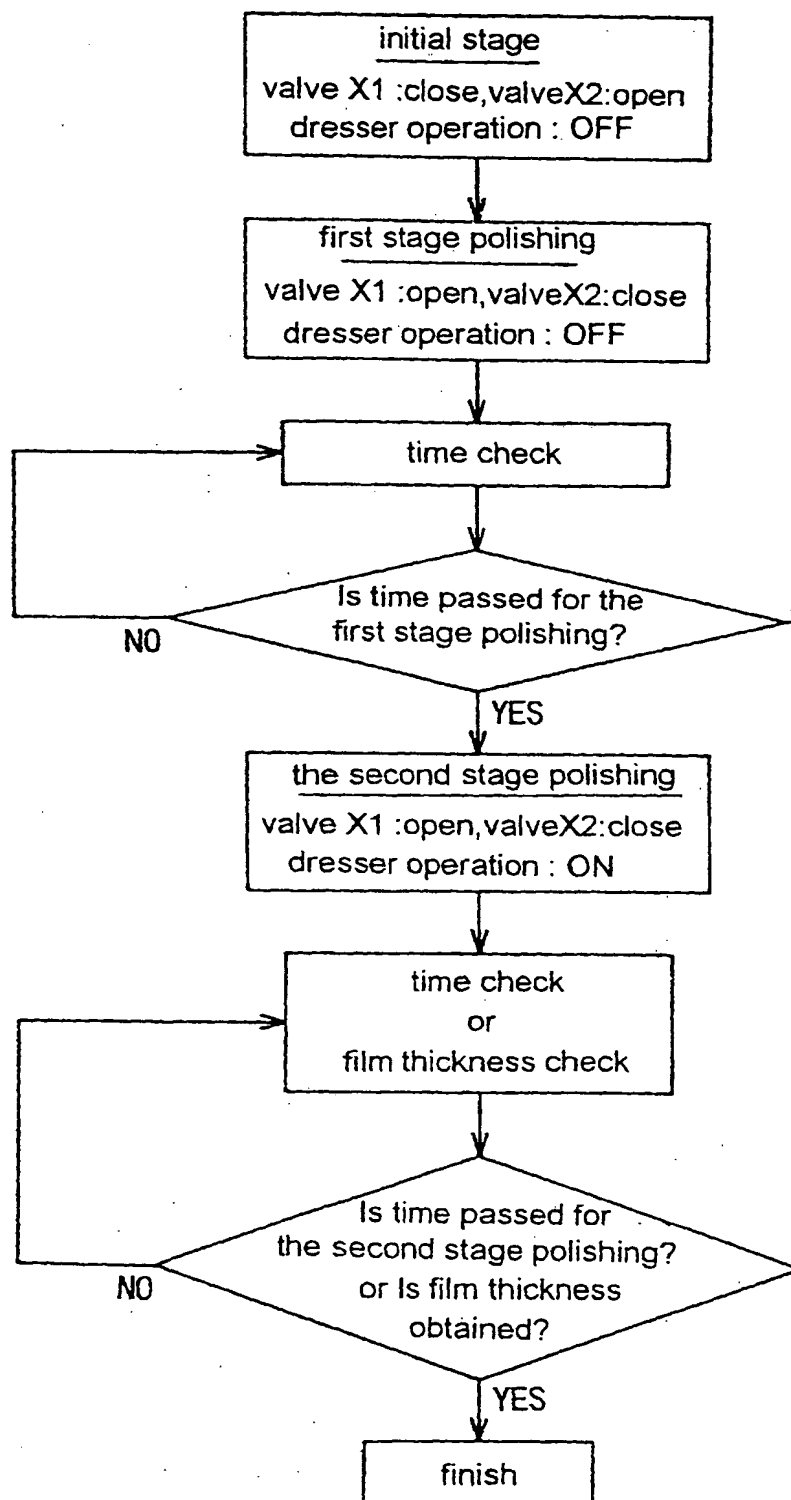 initial stage
valve X1 :close,valveX2:open
dresser operation : OFF
first stage polishing
valve X1 :open,valveX2:close
dresser operation : OFF
time check
Is time passed for the
first stage polishing?
NO
YES
the second stage polishing
valve X1 :open,valveX2:close
dresser operation : ON
time check
or
film thickness check
Is time passed for
the second stage polishing?
or Is film thickness
obtained?
NO
YES
finish